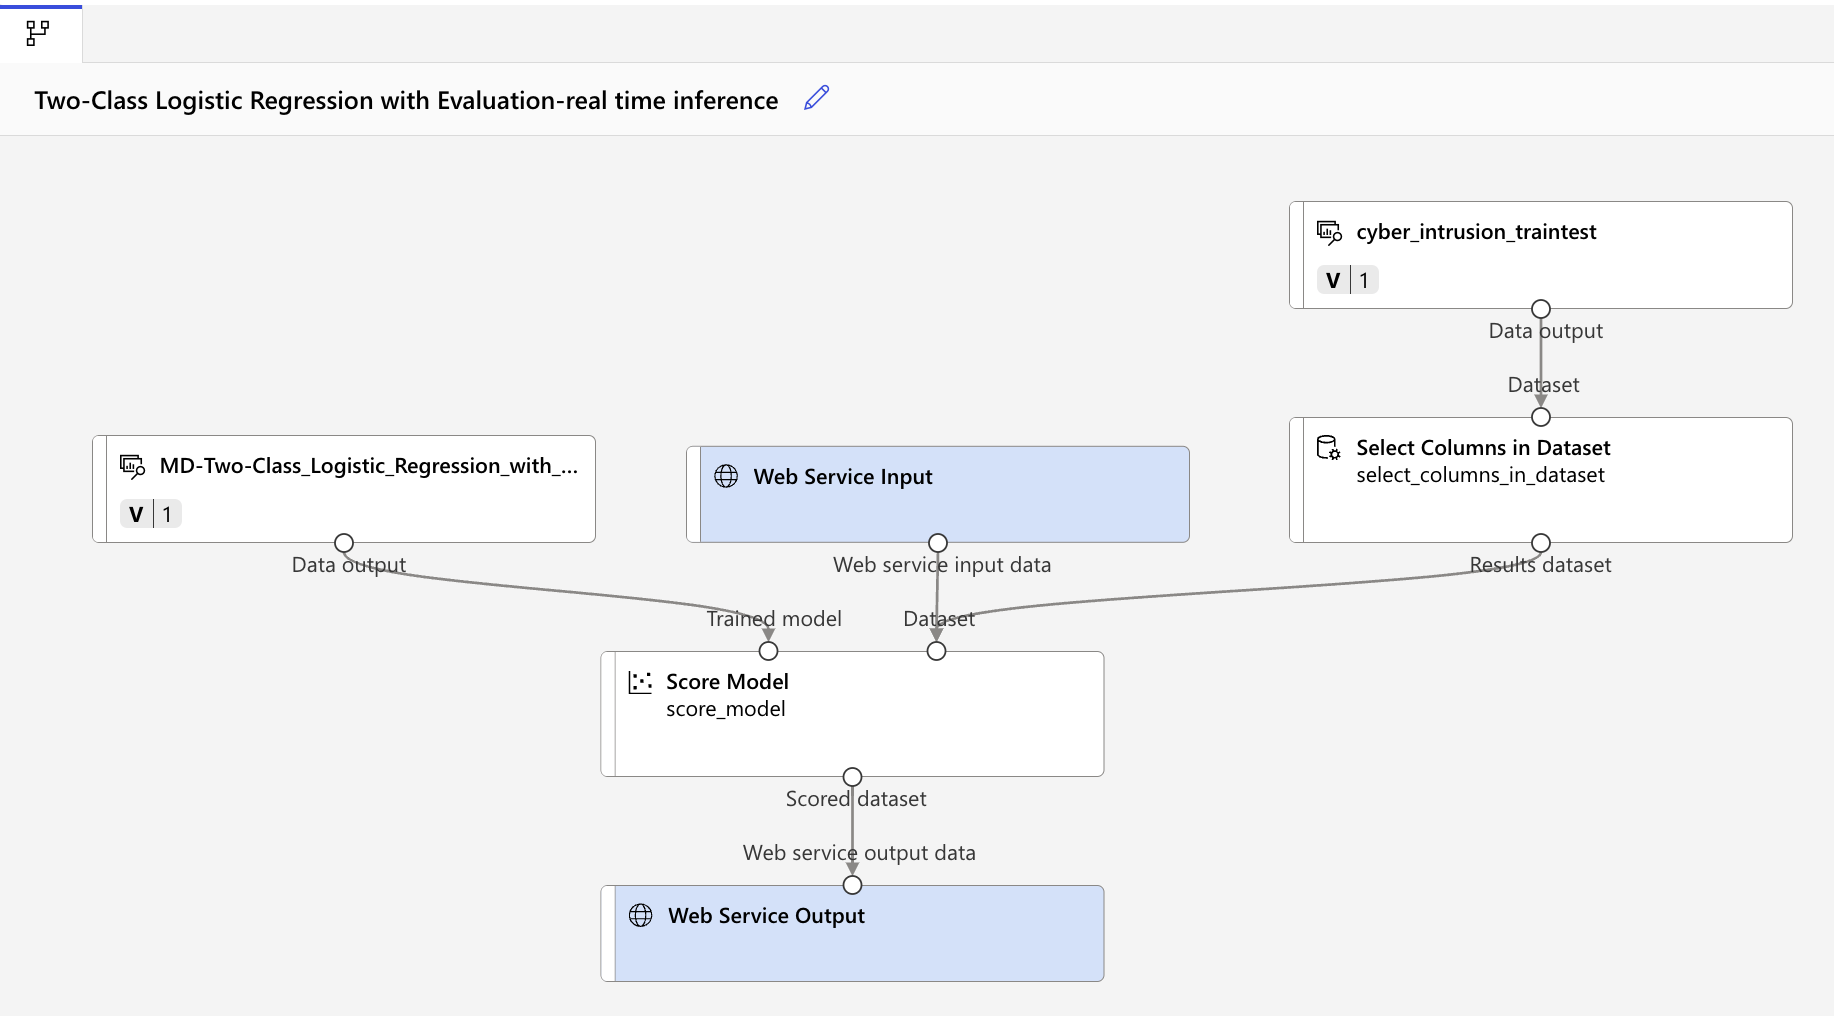 Two-Class Logistic Regression with Evaluation-real time inference
cyber_intrusion_traintest
V 1
Data output
Dataset
Select Columns in Dataset
select_columns_in_dataset
Results dataset
MD-Two-Class_Logistic_Regression_with_...
V 1
Data output
Web Service Input
Web service input data
Trained model
Dataset
Score Model
score_model
Scored dataset
Web service output data
Web Service Output